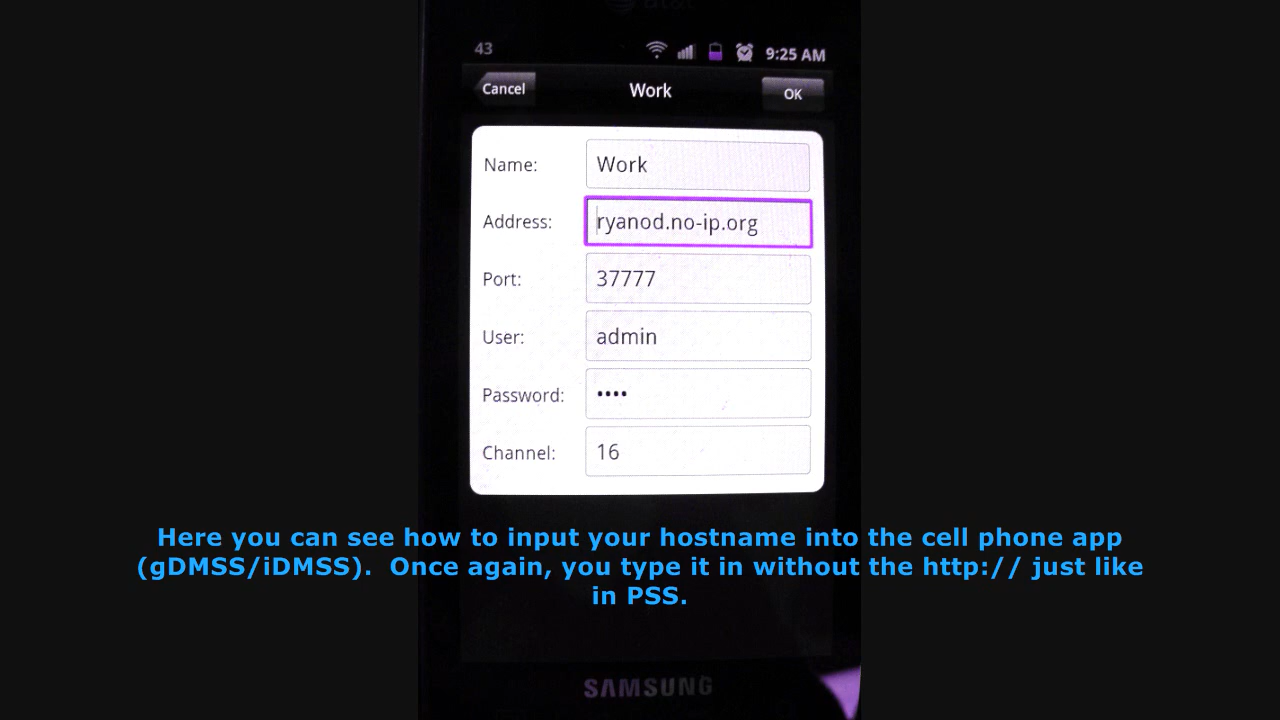 at&t
43 9:25 AM
Cancel Work OK
Name: Work
Address: ryanod.no-ip.org
Port: 37777
User: admin
Password: ••••
Channel: 16
Here you can see how to input your hostname into the cell phone app
(gDMSS/iDMSS).  Once again, you type it in without the http:// just like
in PSS.
SAMSUNG